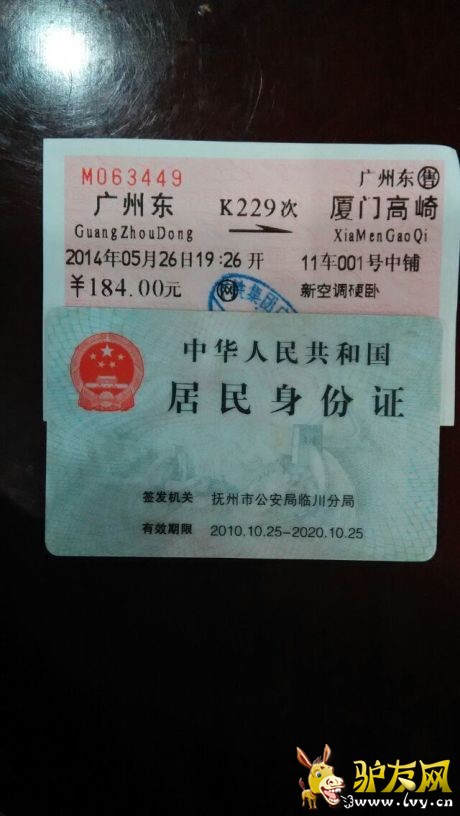 M063449 广州东 售
广州东 K229次 厦门高崎
GuangZhouDong XiaMenGaoQi
2014年05月26日19:26开 11车001号中铺
¥184.00元 网 新空调硬卧
铁集团
中华人民共和国
居民身份证
签发机关 抚州市公安局临川分局
有效期限 2010.10.25-2020.10.25
驴友网
www.lvy.cn